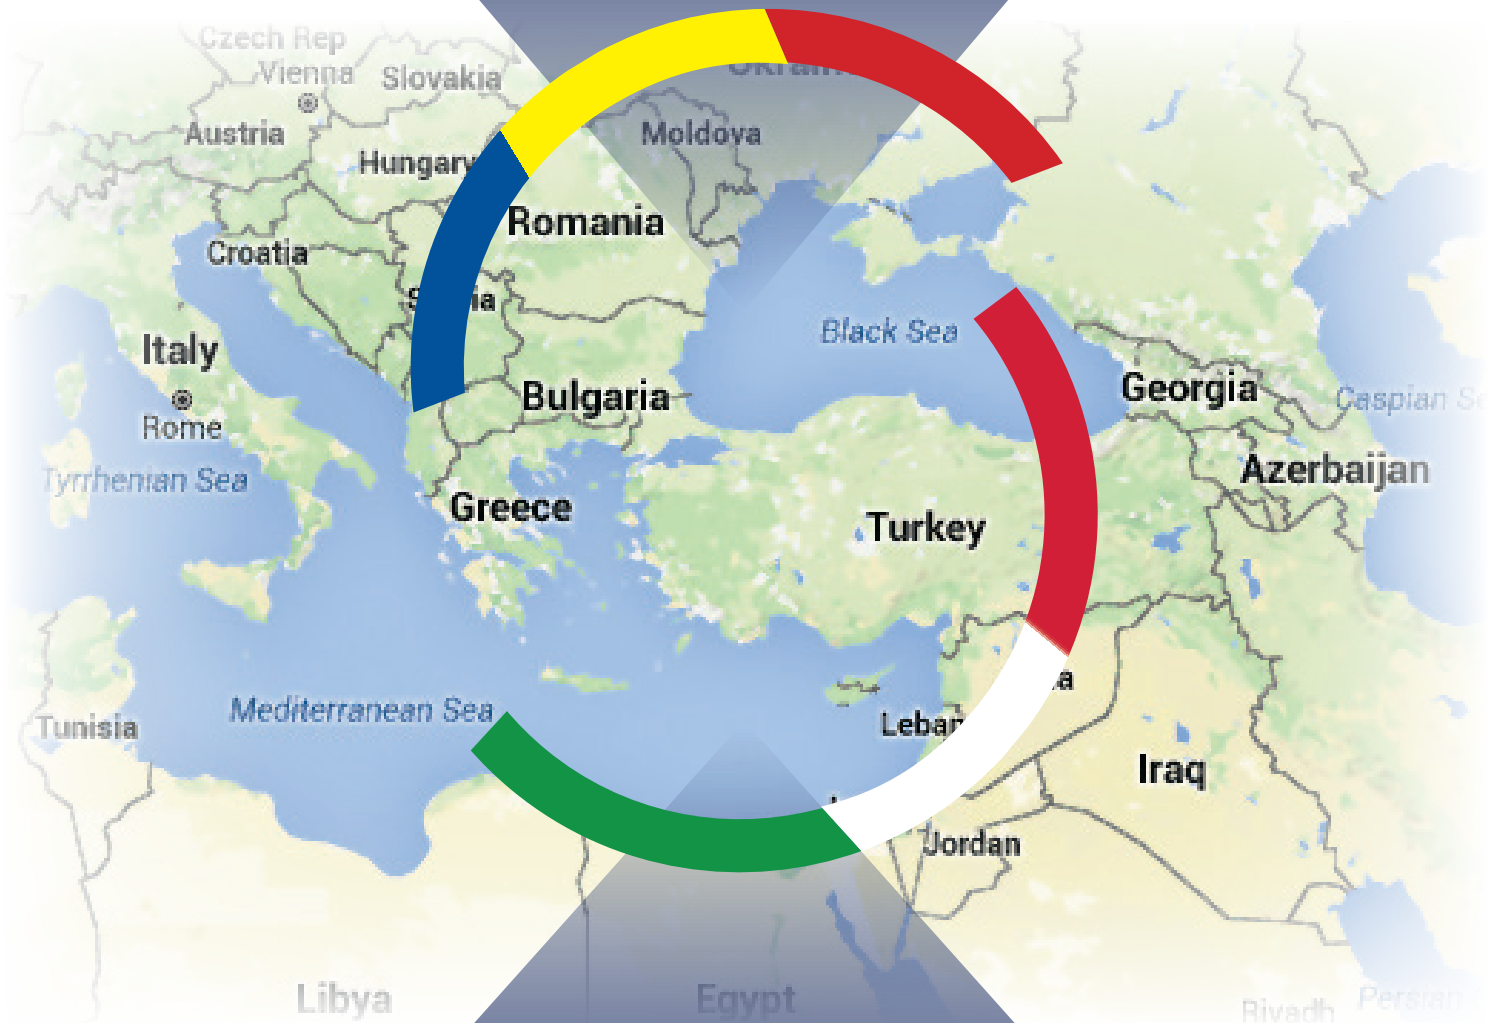 Czech Rep
Vienna
Slovakia
Austria
Moldova
Hungary
Romania
Croatia
Black Sea
Italy
Georgia
Bulgaria
Caspian
Rome
Azerbaijan
Tyrrhenian Sea
Greece
Turkey
Mediterranean Sea
Tunisia
Iraq
Jordan
Libya
Egypt
Persian
Riyadh